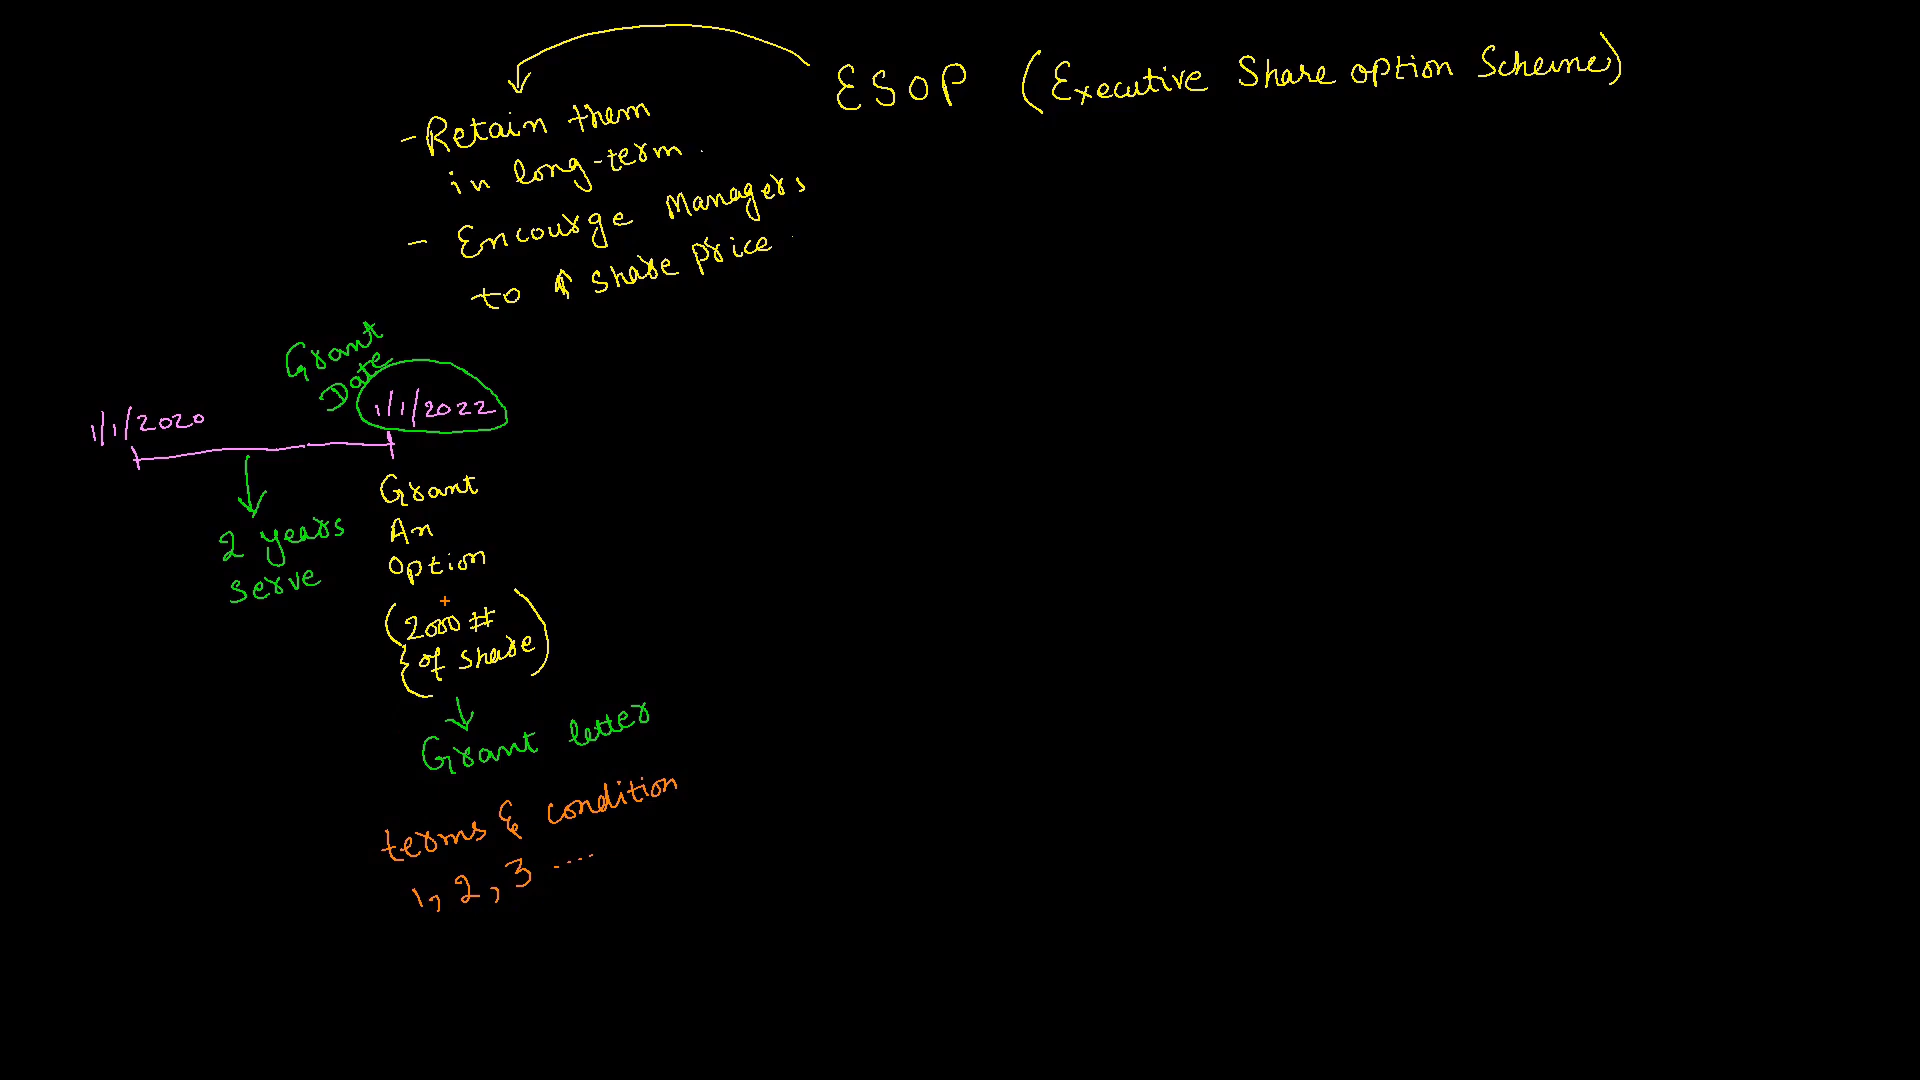 ESOP (Executive Share option Scheme)
- Retain them
in long-term.
- Encourge Managers
to ↑ share price.
Grant
Date
1/1/2020
1/1/2022
2 years
serve
Grant
An
option
+
(2000 #
of share)
Grant letter
terms & condition
1, 2, 3 ....